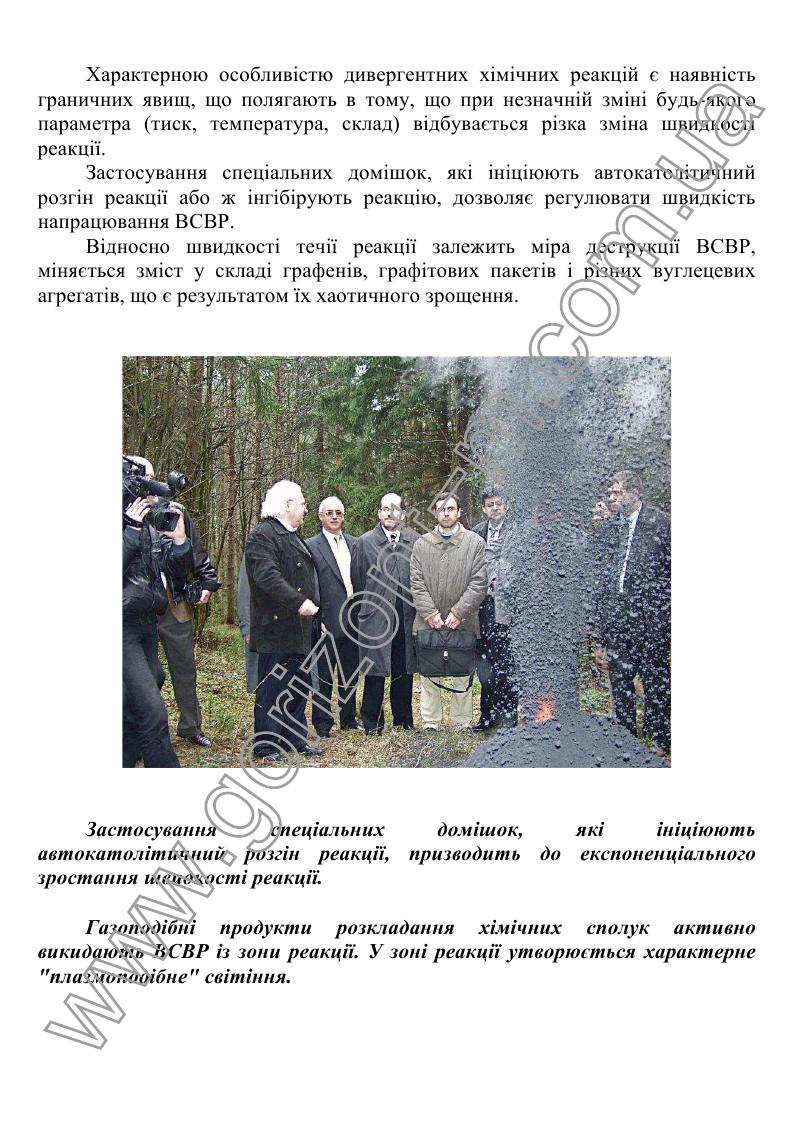 Характерною особливістю дивергентних хімічних реакцій є наявність
граничних явищ, що полягають в тому, що при незначній зміні будь-якого
параметра (тиск, температура, склад) відбувається різка зміна швидкості
реакції.
Застосування спеціальних домішок, які ініціюють автокатолітичний
розгін реакції або ж інгібірують реакцію, дозволяє регулювати швидкість
напрацювання ВСВР.
Відносно швидкості течії реакції залежить міра деструкції ВСВР,
міняється зміст у складі графенів, графітових пакетів і різних вуглецевих
агрегатів, що є результатом їх хаотичного зрощення.
Застосування спеціальних домішок, які ініціюють
автокатолітичний розгін реакції, призводить до експоненціального
зростання швидкості реакції.
Газоподібні продукти розкладання хімічних сполук активно
викидають ВСВР із зони реакції. У зоні реакції утворюється характерне
"плазмоподібне" світіння.
www.gorizont-zbm.com.ua